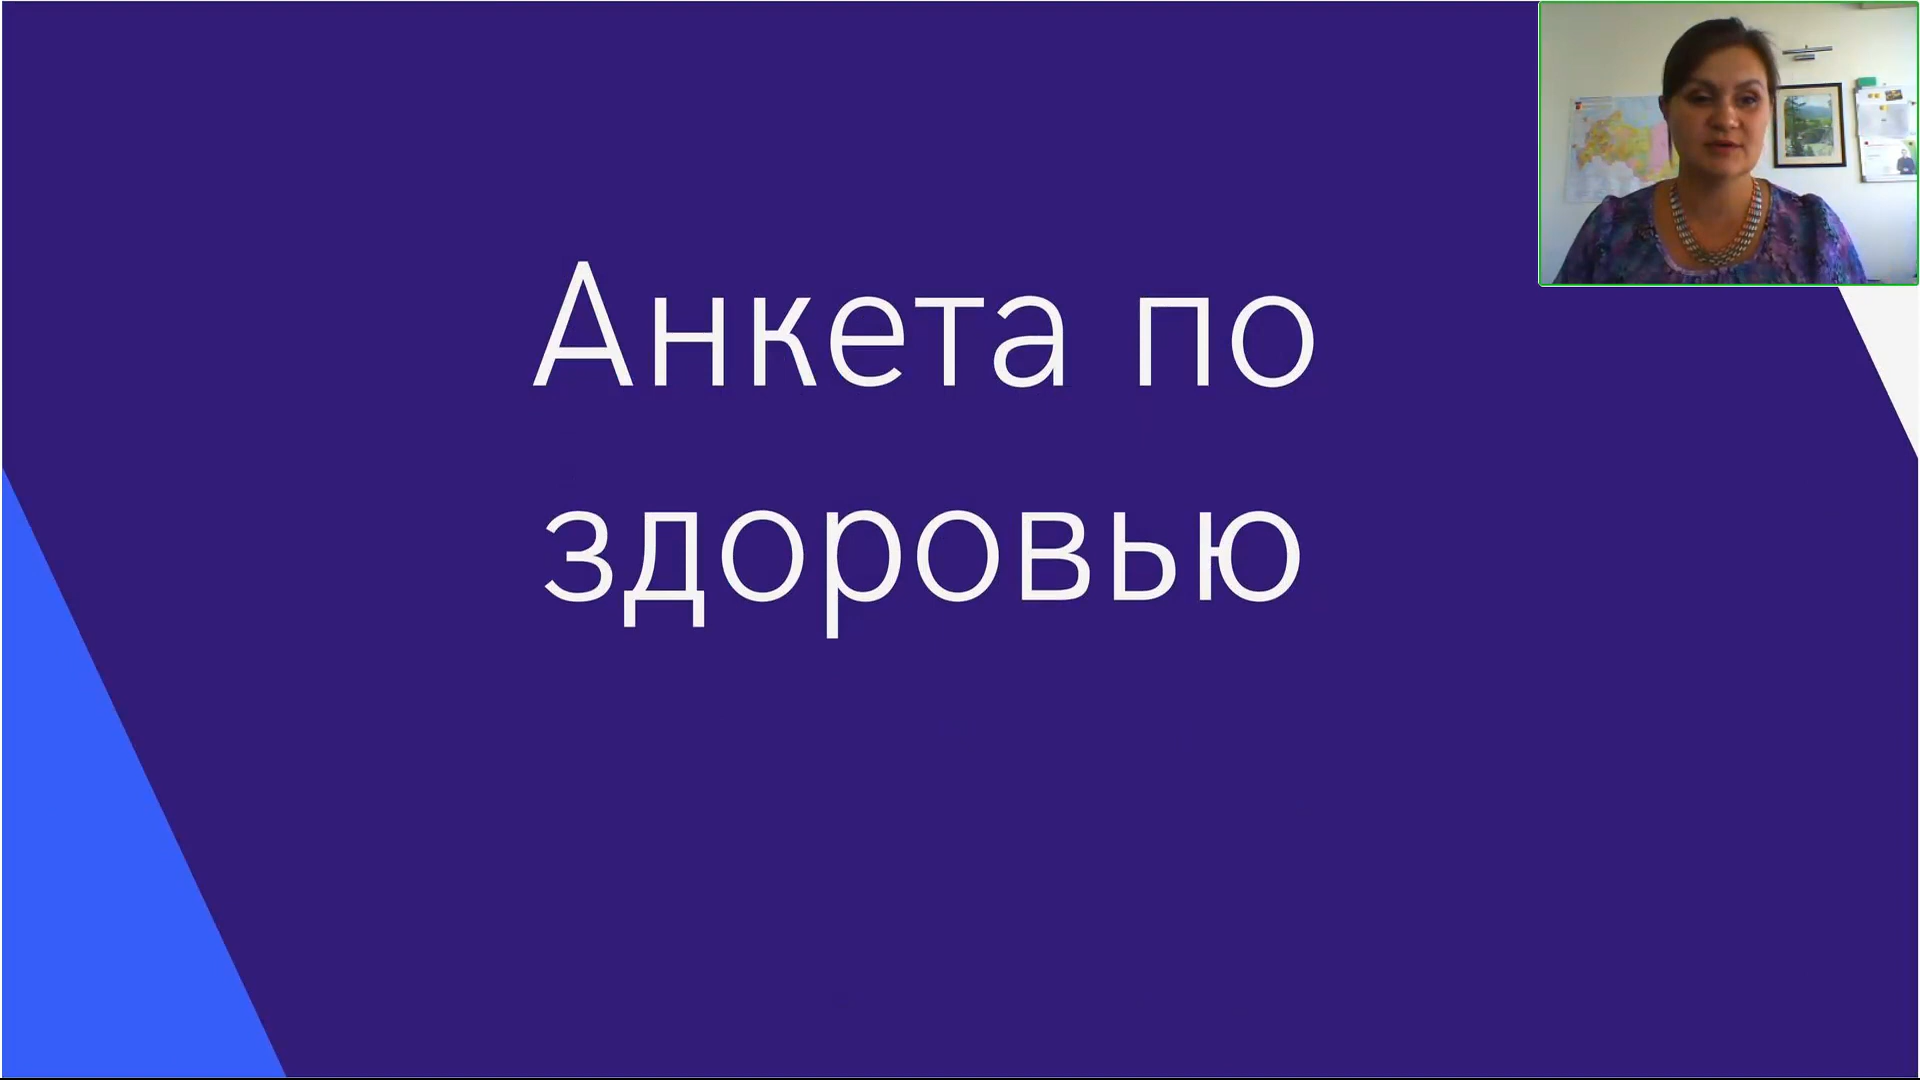 Анкета по
здоровью